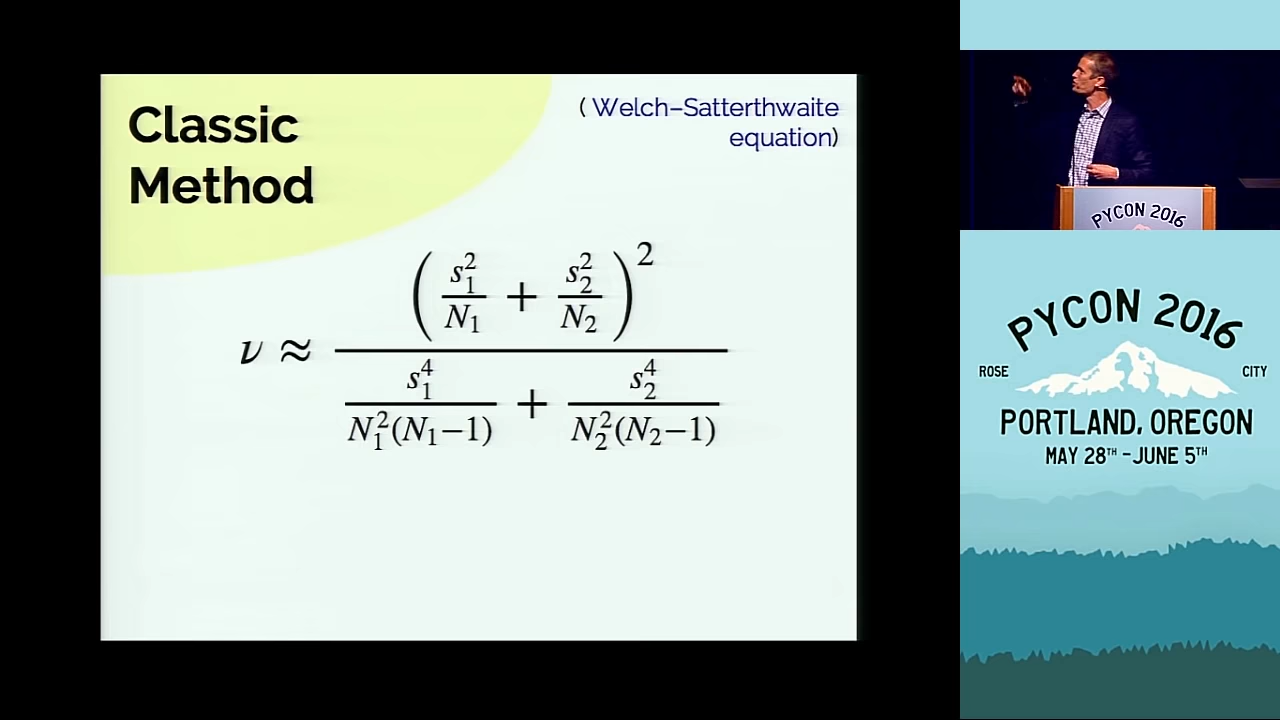 Classic
Method
( Welch–Satterthwaite
equation)
ν ≈ ( s₁²/N₁ + s₂²/N₂ )² / ( s₁⁴/(N₁²(N₁−1)) + s₂⁴/(N₂²(N₂−1)) )
PYCON 2016
PYCON 2016
ROSE
CITY
PORTLAND, OREGON
MAY 28TH - JUNE 5TH